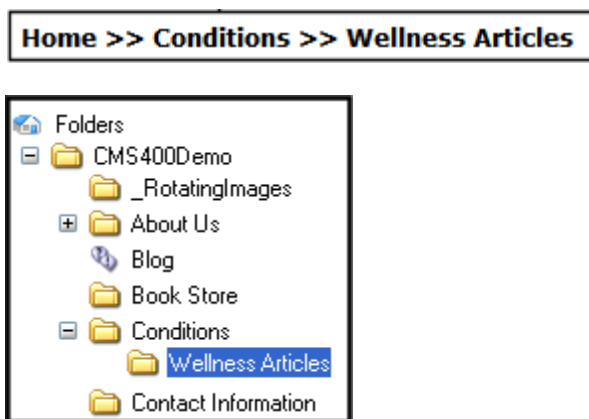 Home >> Conditions >> Wellness Articles
Folders
CMS400Demo
_RotatingImages
About Us
Blog
Book Store
Conditions
Wellness Articles
Contact Information